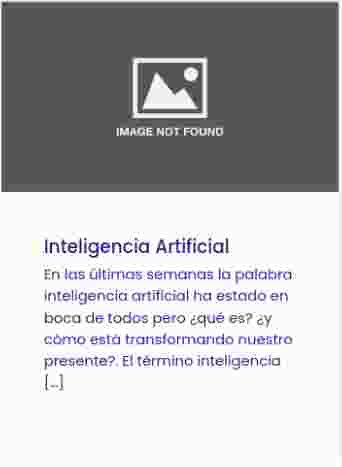 IMAGE NOT FOUND
Inteligencia Artificial
En las últimas semanas la palabra
inteligencia artificial ha estado en
boca de todos pero ¿qué es? ¿y
cómo está transformando nuestro
presente?. El término inteligencia
[...]